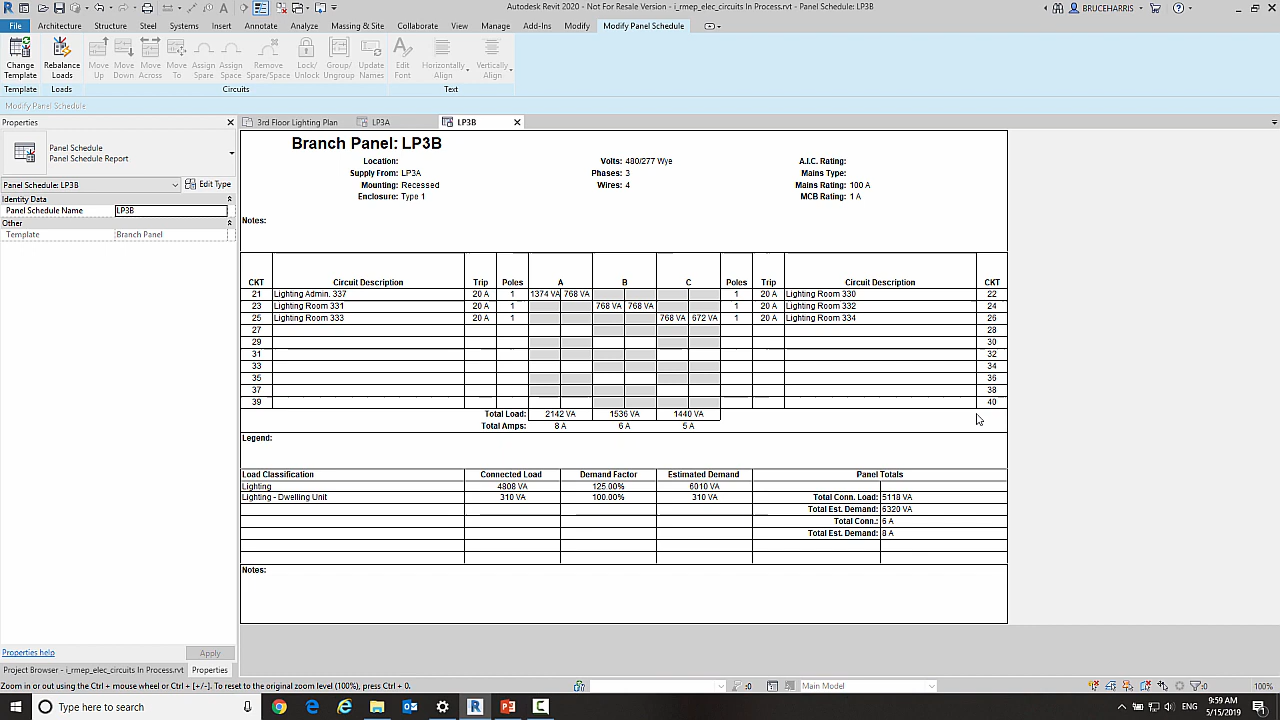 Autodesk Revit 2020 - Not For Resale Version - i_rmep_elec_circuits In Process.rvt - Panel Schedule: LP3B
BRUCEHARRIS
File Architecture Structure Steel Systems Insert Annotate Analyze Massing & Site Collaborate View Manage Add-Ins Modify Modify Panel Schedule
Change Template Rebalance Loads Move Up Move Down Move Across Move To Assign Spare Assign Space Remove Spare/Space Lock/Unlock Group/Ungroup Update Names Edit Font Horizontally Align Vertically Align
Template Loads Circuits Text
Modify Panel Schedule
Properties
3rd Floor Lighting Plan LP3A LP3B
Panel Schedule
Panel Schedule Report
Panel Schedule: LP3B Edit Type
Identity Data
Panel Schedule Name LP3B
Other
Template Branch Panel
Properties help Apply
Project Browser - i_rmep_elec_circuits In Process.rvt Properties
Branch Panel: LP3B
Location: Volts: 480/277 Wye A.I.C. Rating:
Supply From: LP3A Phases: 3 Mains Type:
Mounting: Recessed Wires: 4 Mains Rating: 100 A
Enclosure: Type 1 MCB Rating: 1 A
Notes:
CKT Circuit Description Trip Poles A B C Poles Trip Circuit Description CKT
21 Lighting Admin. 337 20 A 1 1374 VA 768 VA 1 20 A Lighting Room 330 22
23 Lighting Room 331 20 A 1 768 VA 768 VA 1 20 A Lighting Room 332 24
25 Lighting Room 333 20 A 1 768 VA 672 VA 1 20 A Lighting Room 334 26
27 28
29 30
31 32
33 34
35 36
37 38
39 40
Total Load: 2142 VA 1536 VA 1440 VA
Total Amps: 8 A 6 A 5 A
Legend:
Load Classification Connected Load Demand Factor Estimated Demand Panel Totals
Lighting 4808 VA 125.00% 6010 VA
Lighting - Dwelling Unit 310 VA 100.00% 310 VA Total Conn. Load: 5118 VA
Total Est. Demand: 6320 VA
Total Conn.: 6 A
Total Est. Demand: 8 A
Notes:
Zoom in or out using the Ctrl + mouse wheel or Ctrl + [+/-]. To reset to the original zoom level (100%), press Ctrl + 0. :0 Main Model :0 100%
Type here to search
ENG
9:59 AM
5/15/2019